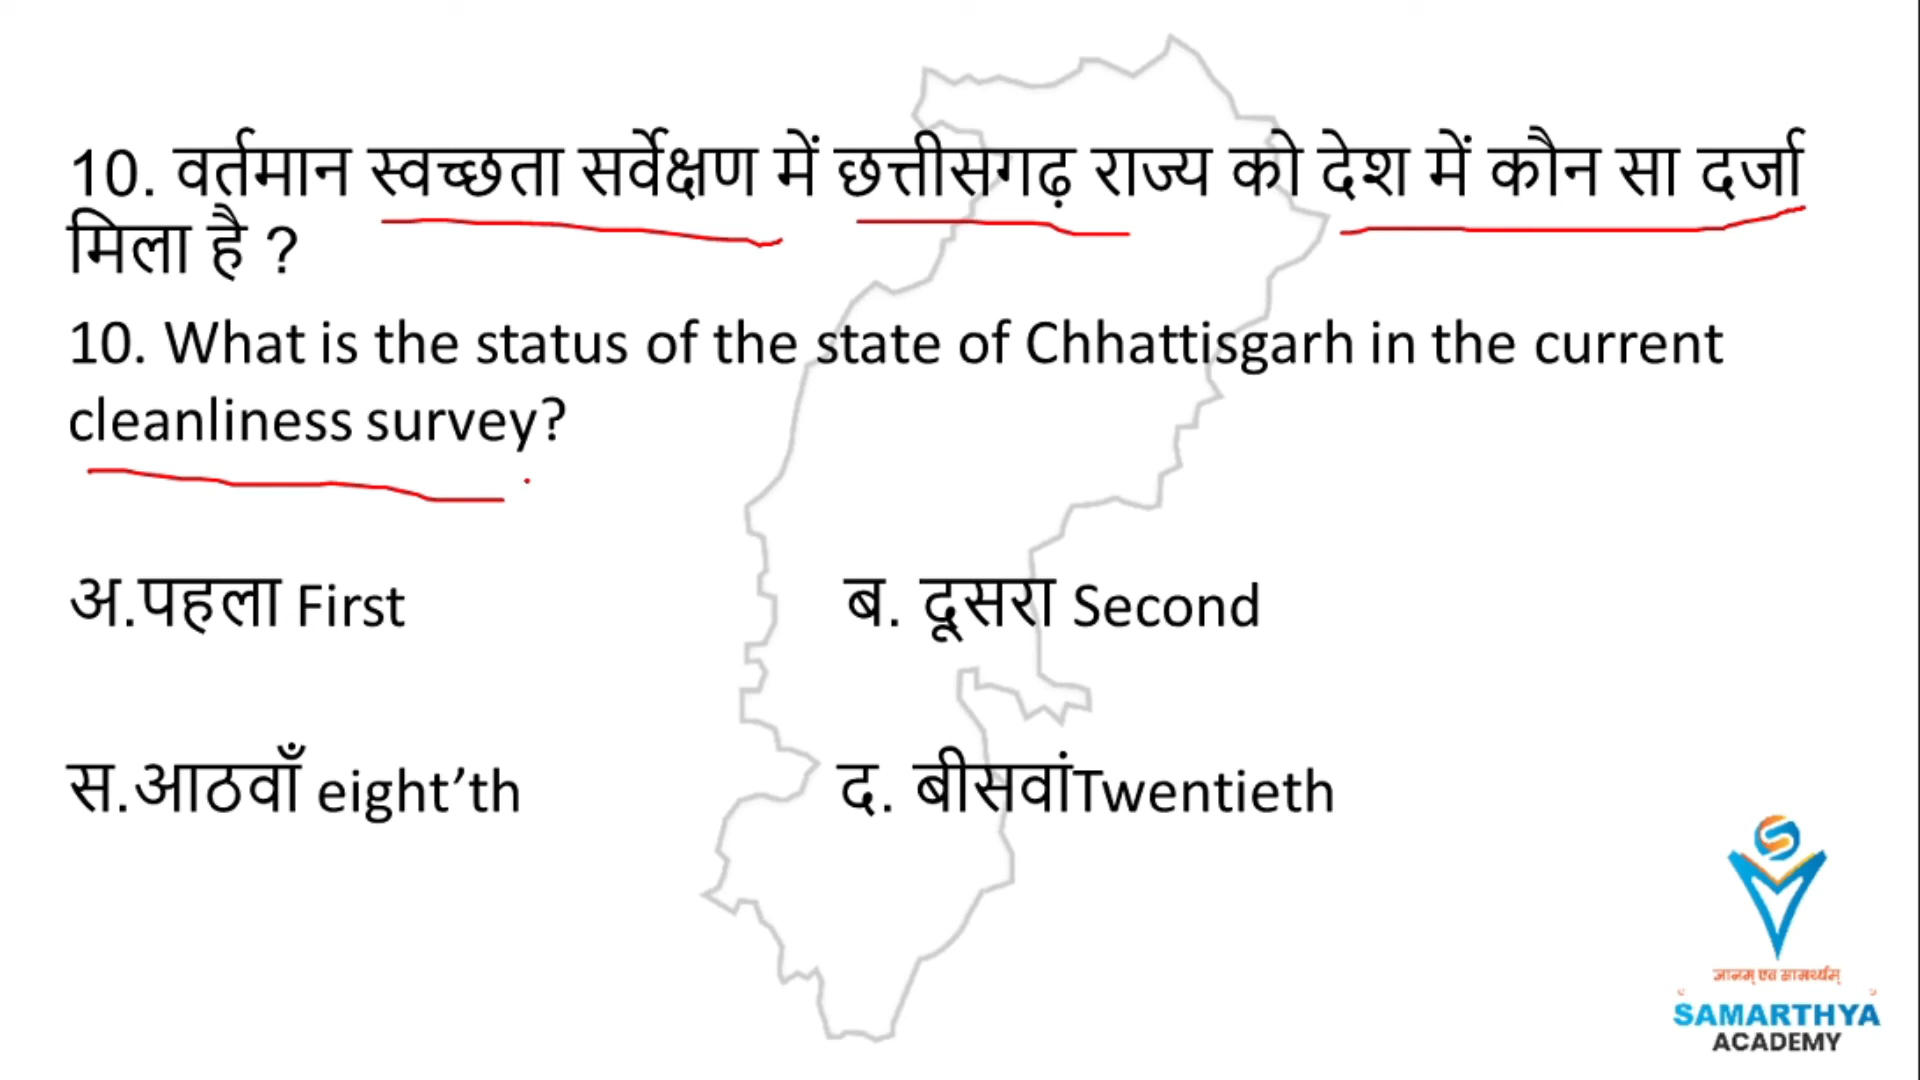 10. वर्तमान स्वच्छता सर्वेक्षण में छत्तीसगढ़ राज्य को देश में कौन सा दर्जा
मिला है ?
10. What is the status of the state of Chhattisgarh in the current
cleanliness survey?
अ.पहला First
ब. दूसरा Second
स.आठवाँ eight’th
द. बीसवांTwentieth
SAMARTHYA
ACADEMY